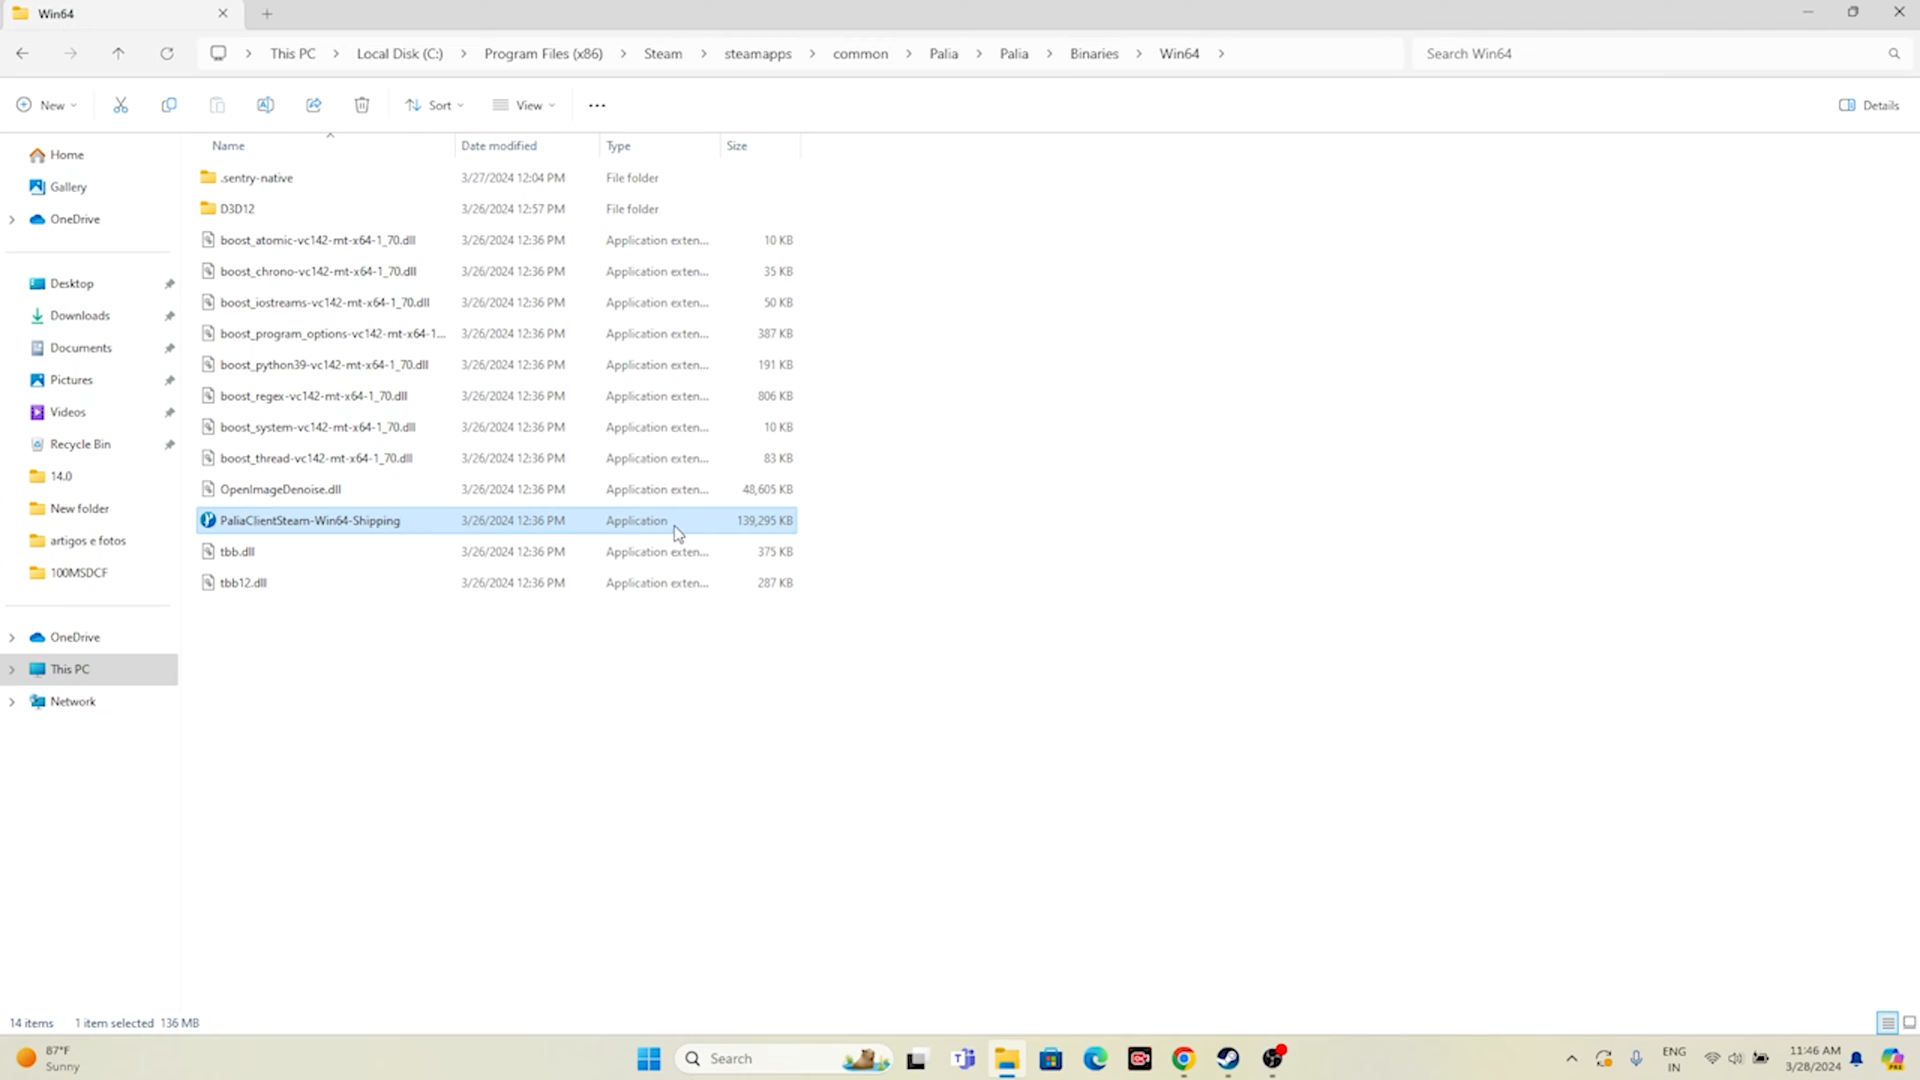 Win64
This PC > Local Disk (C:) > Program Files (x86) > Steam > steamapps > common > Palia > Palia > Binaries > Win64 >
Search Win64
New
Sort
View
Details
Name Date modified Type Size
Home
Gallery
OneDrive
Desktop
Downloads
Documents
Pictures
Videos
Recycle Bin
14.0
New folder
artigos e fotos
100MSDCF
OneDrive
This PC
Network
.sentry-native 3/27/2024 12:04 PM File folder
D3D12 3/26/2024 12:57 PM File folder
boost_atomic-vc142-mt-x64-1_70.dll 3/26/2024 12:36 PM Application exten... 10 KB
boost_chrono-vc142-mt-x64-1_70.dll 3/26/2024 12:36 PM Application exten... 35 KB
boost_iostreams-vc142-mt-x64-1_70.dll 3/26/2024 12:36 PM Application exten... 50 KB
boost_program_options-vc142-mt-x64-1... 3/26/2024 12:36 PM Application exten... 387 KB
boost_python39-vc142-mt-x64-1_70.dll 3/26/2024 12:36 PM Application exten... 191 KB
boost_regex-vc142-mt-x64-1_70.dll 3/26/2024 12:36 PM Application exten... 806 KB
boost_system-vc142-mt-x64-1_70.dll 3/26/2024 12:36 PM Application exten... 10 KB
boost_thread-vc142-mt-x64-1_70.dll 3/26/2024 12:36 PM Application exten... 83 KB
OpenImageDenoise.dll 3/26/2024 12:36 PM Application exten... 48,605 KB
PaliaClientSteam-Win64-Shipping 3/26/2024 12:36 PM Application 139,295 KB
tbb.dll 3/26/2024 12:36 PM Application exten... 375 KB
tbb12.dll 3/26/2024 12:36 PM Application exten... 287 KB
14 items 1 item selected 136 MB
87°F
Sunny
Search
ENG
IN
11:46 AM
3/28/2024
PRE